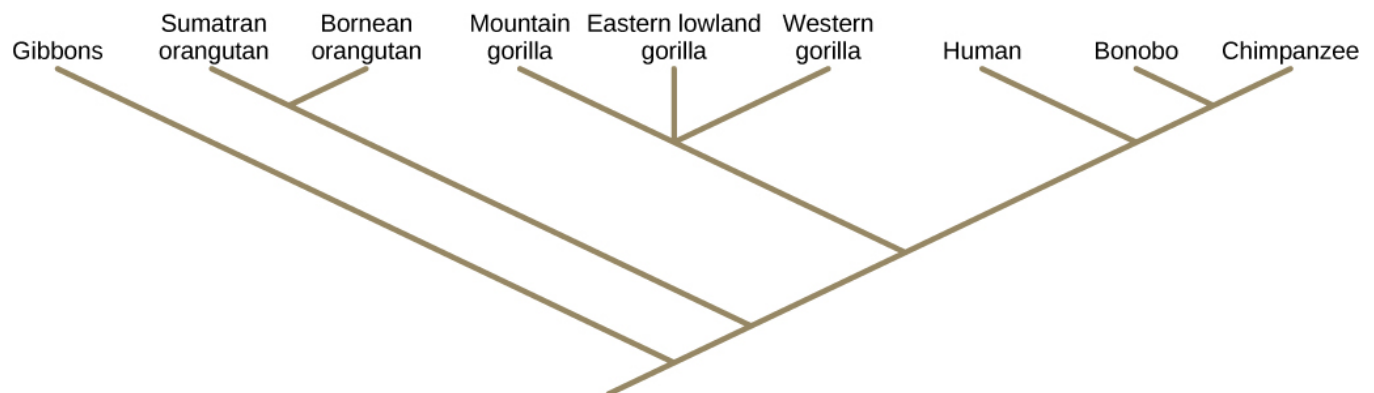 Gibbons
Sumatran
orangutan
Bornean
orangutan
Mountain
gorilla
Eastern lowland
gorilla
Western
gorilla
Human
Bonobo
Chimpanzee